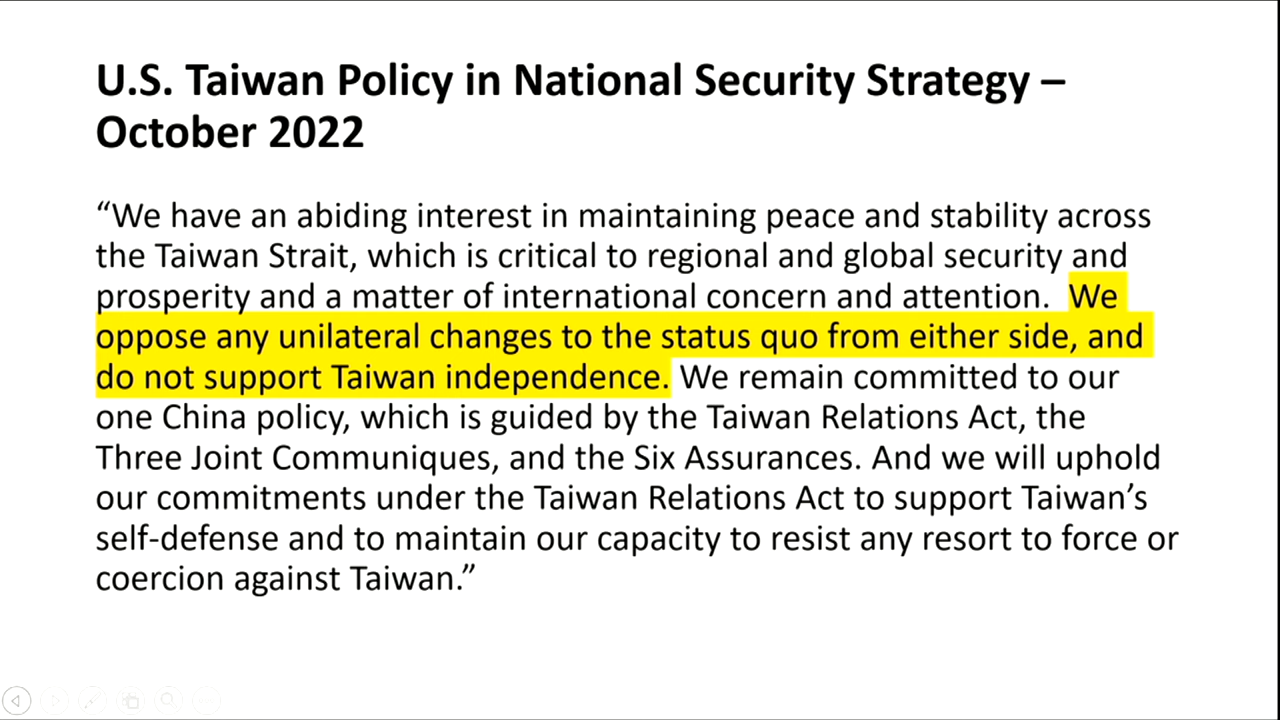 U.S. Taiwan Policy in National Security Strategy –
October 2022
“We have an abiding interest in maintaining peace and stability across
the Taiwan Strait, which is critical to regional and global security and
prosperity and a matter of international concern and attention.  We
oppose any unilateral changes to the status quo from either side, and
do not support Taiwan independence. We remain committed to our
one China policy, which is guided by the Taiwan Relations Act, the
Three Joint Communiques, and the Six Assurances. And we will uphold
our commitments under the Taiwan Relations Act to support Taiwan’s
self-defense and to maintain our capacity to resist any resort to force or
coercion against Taiwan.”